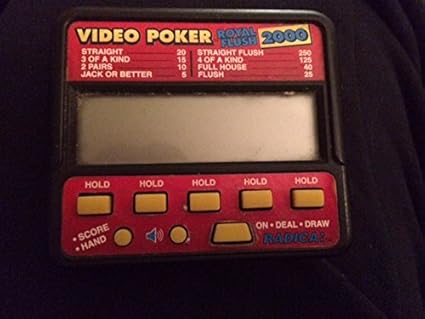 VIDEO POKER ROYAL FLUSH 2000
STRAIGHT 20 STRAIGHT FLUSH 250
3 OF A KIND 15 4 OF A KIND 125
2 PAIRS 10 FULL HOUSE 40
JACK OR BETTER 5 FLUSH 25
HOLD HOLD HOLD HOLD HOLD
• SCORE
• HAND
ON • DEAL • DRAW
RADICA: